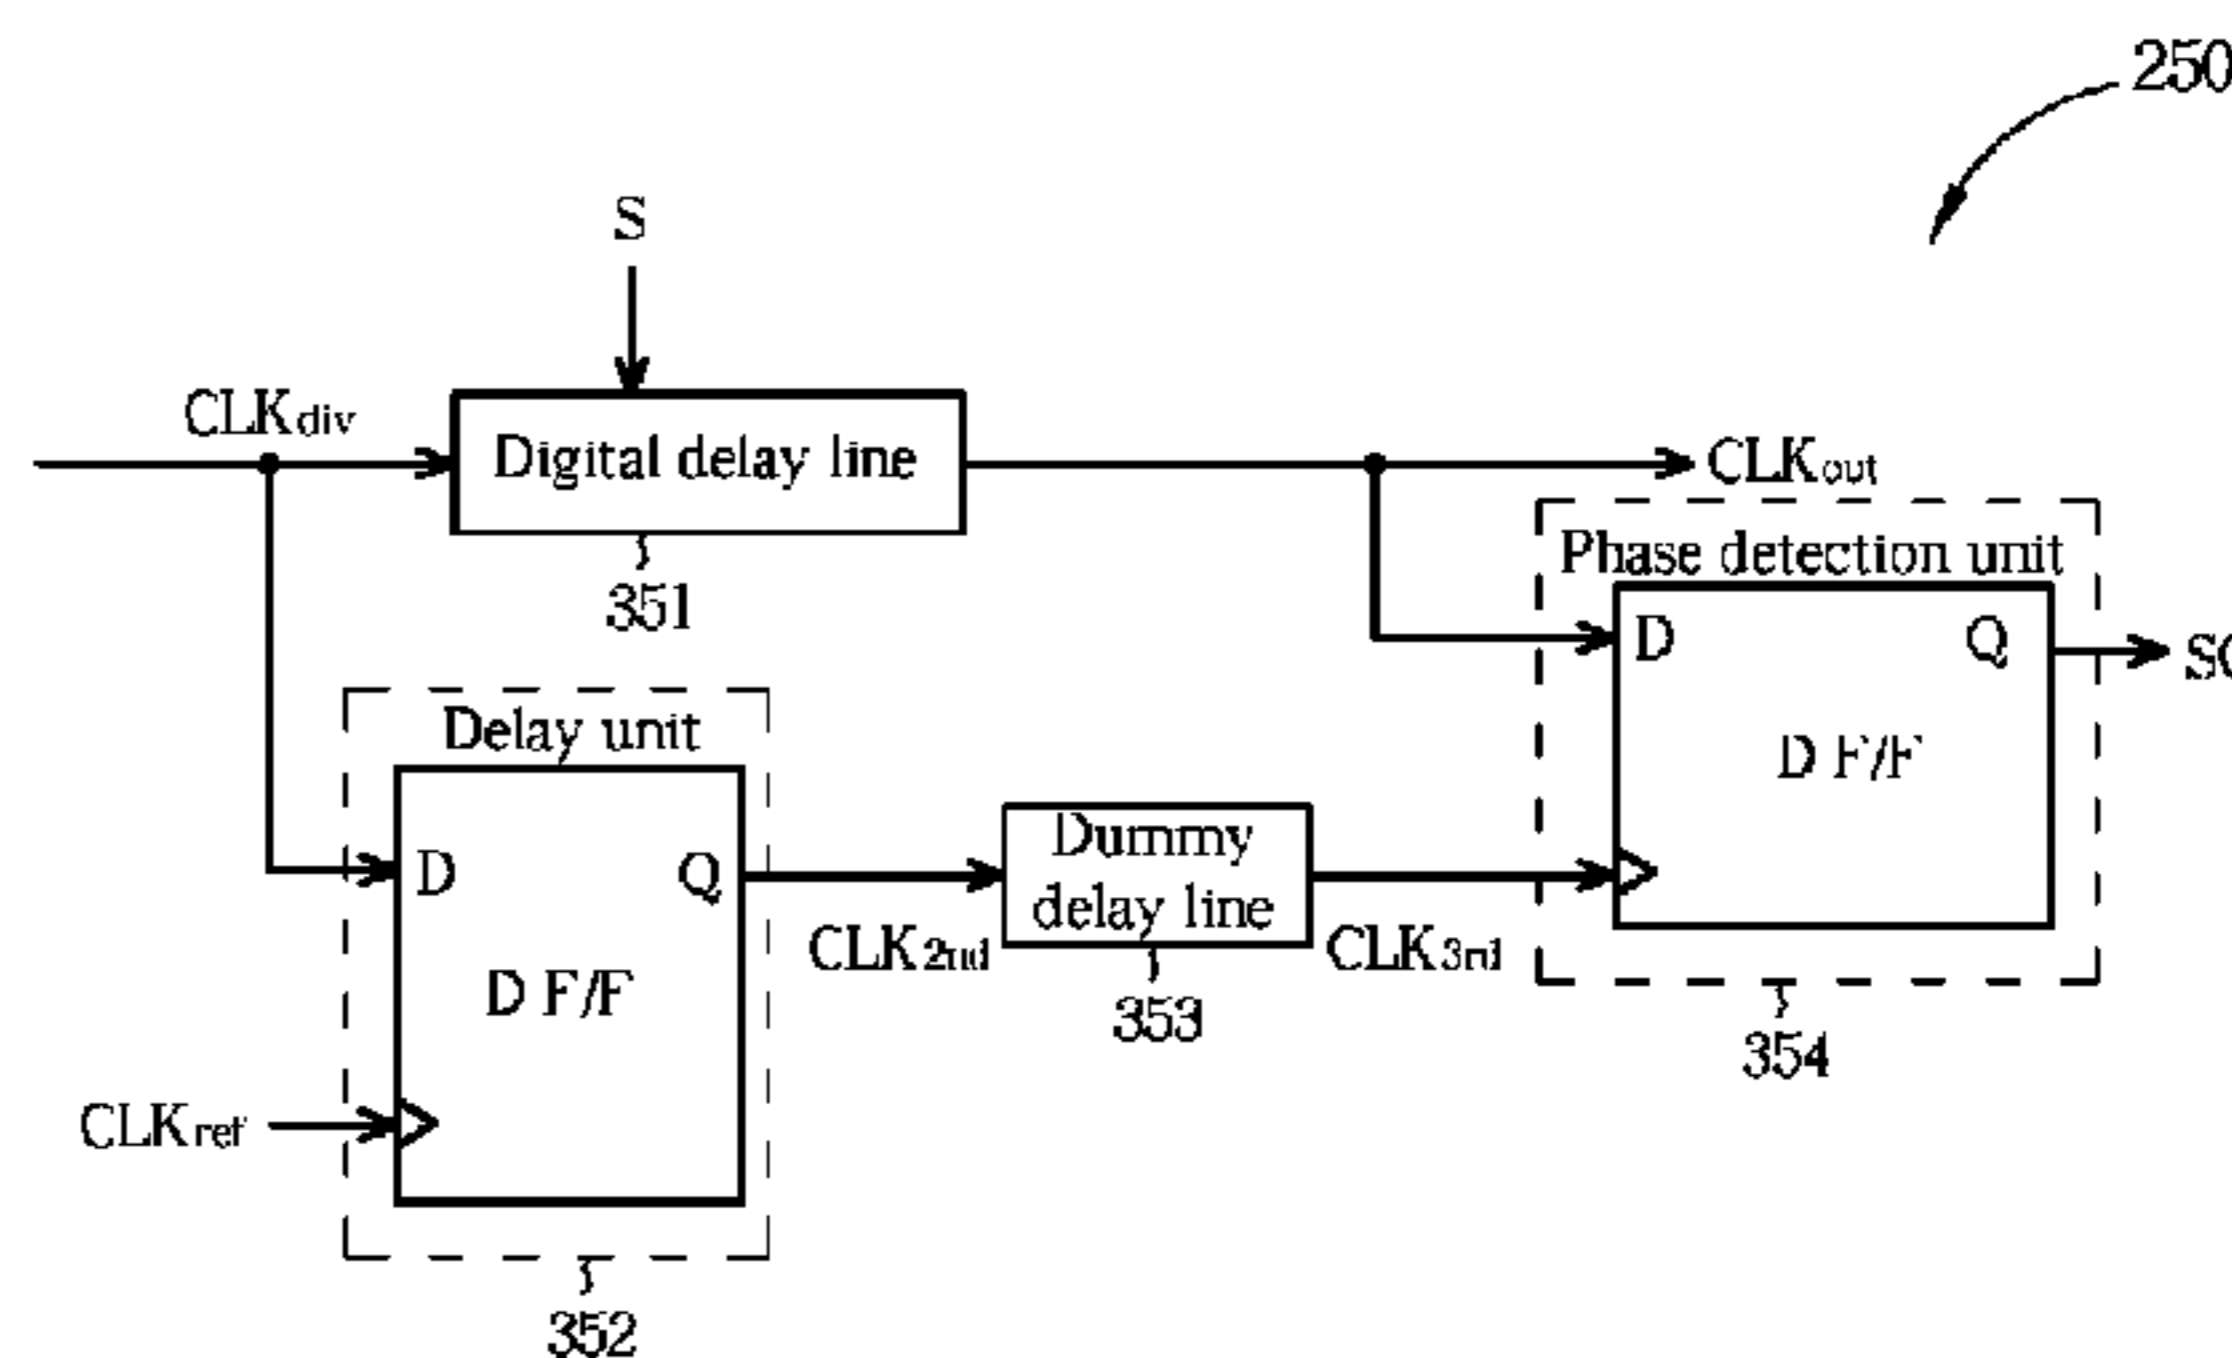 250
S
CLKdiv
Digital delay line
CLKout
351
Phase detection unit
D
Q
D F/F
Delay unit
D
Q
D F/F
CLKref
352
CLK2nd
Dummy
delay line
353
CLK3rd
354